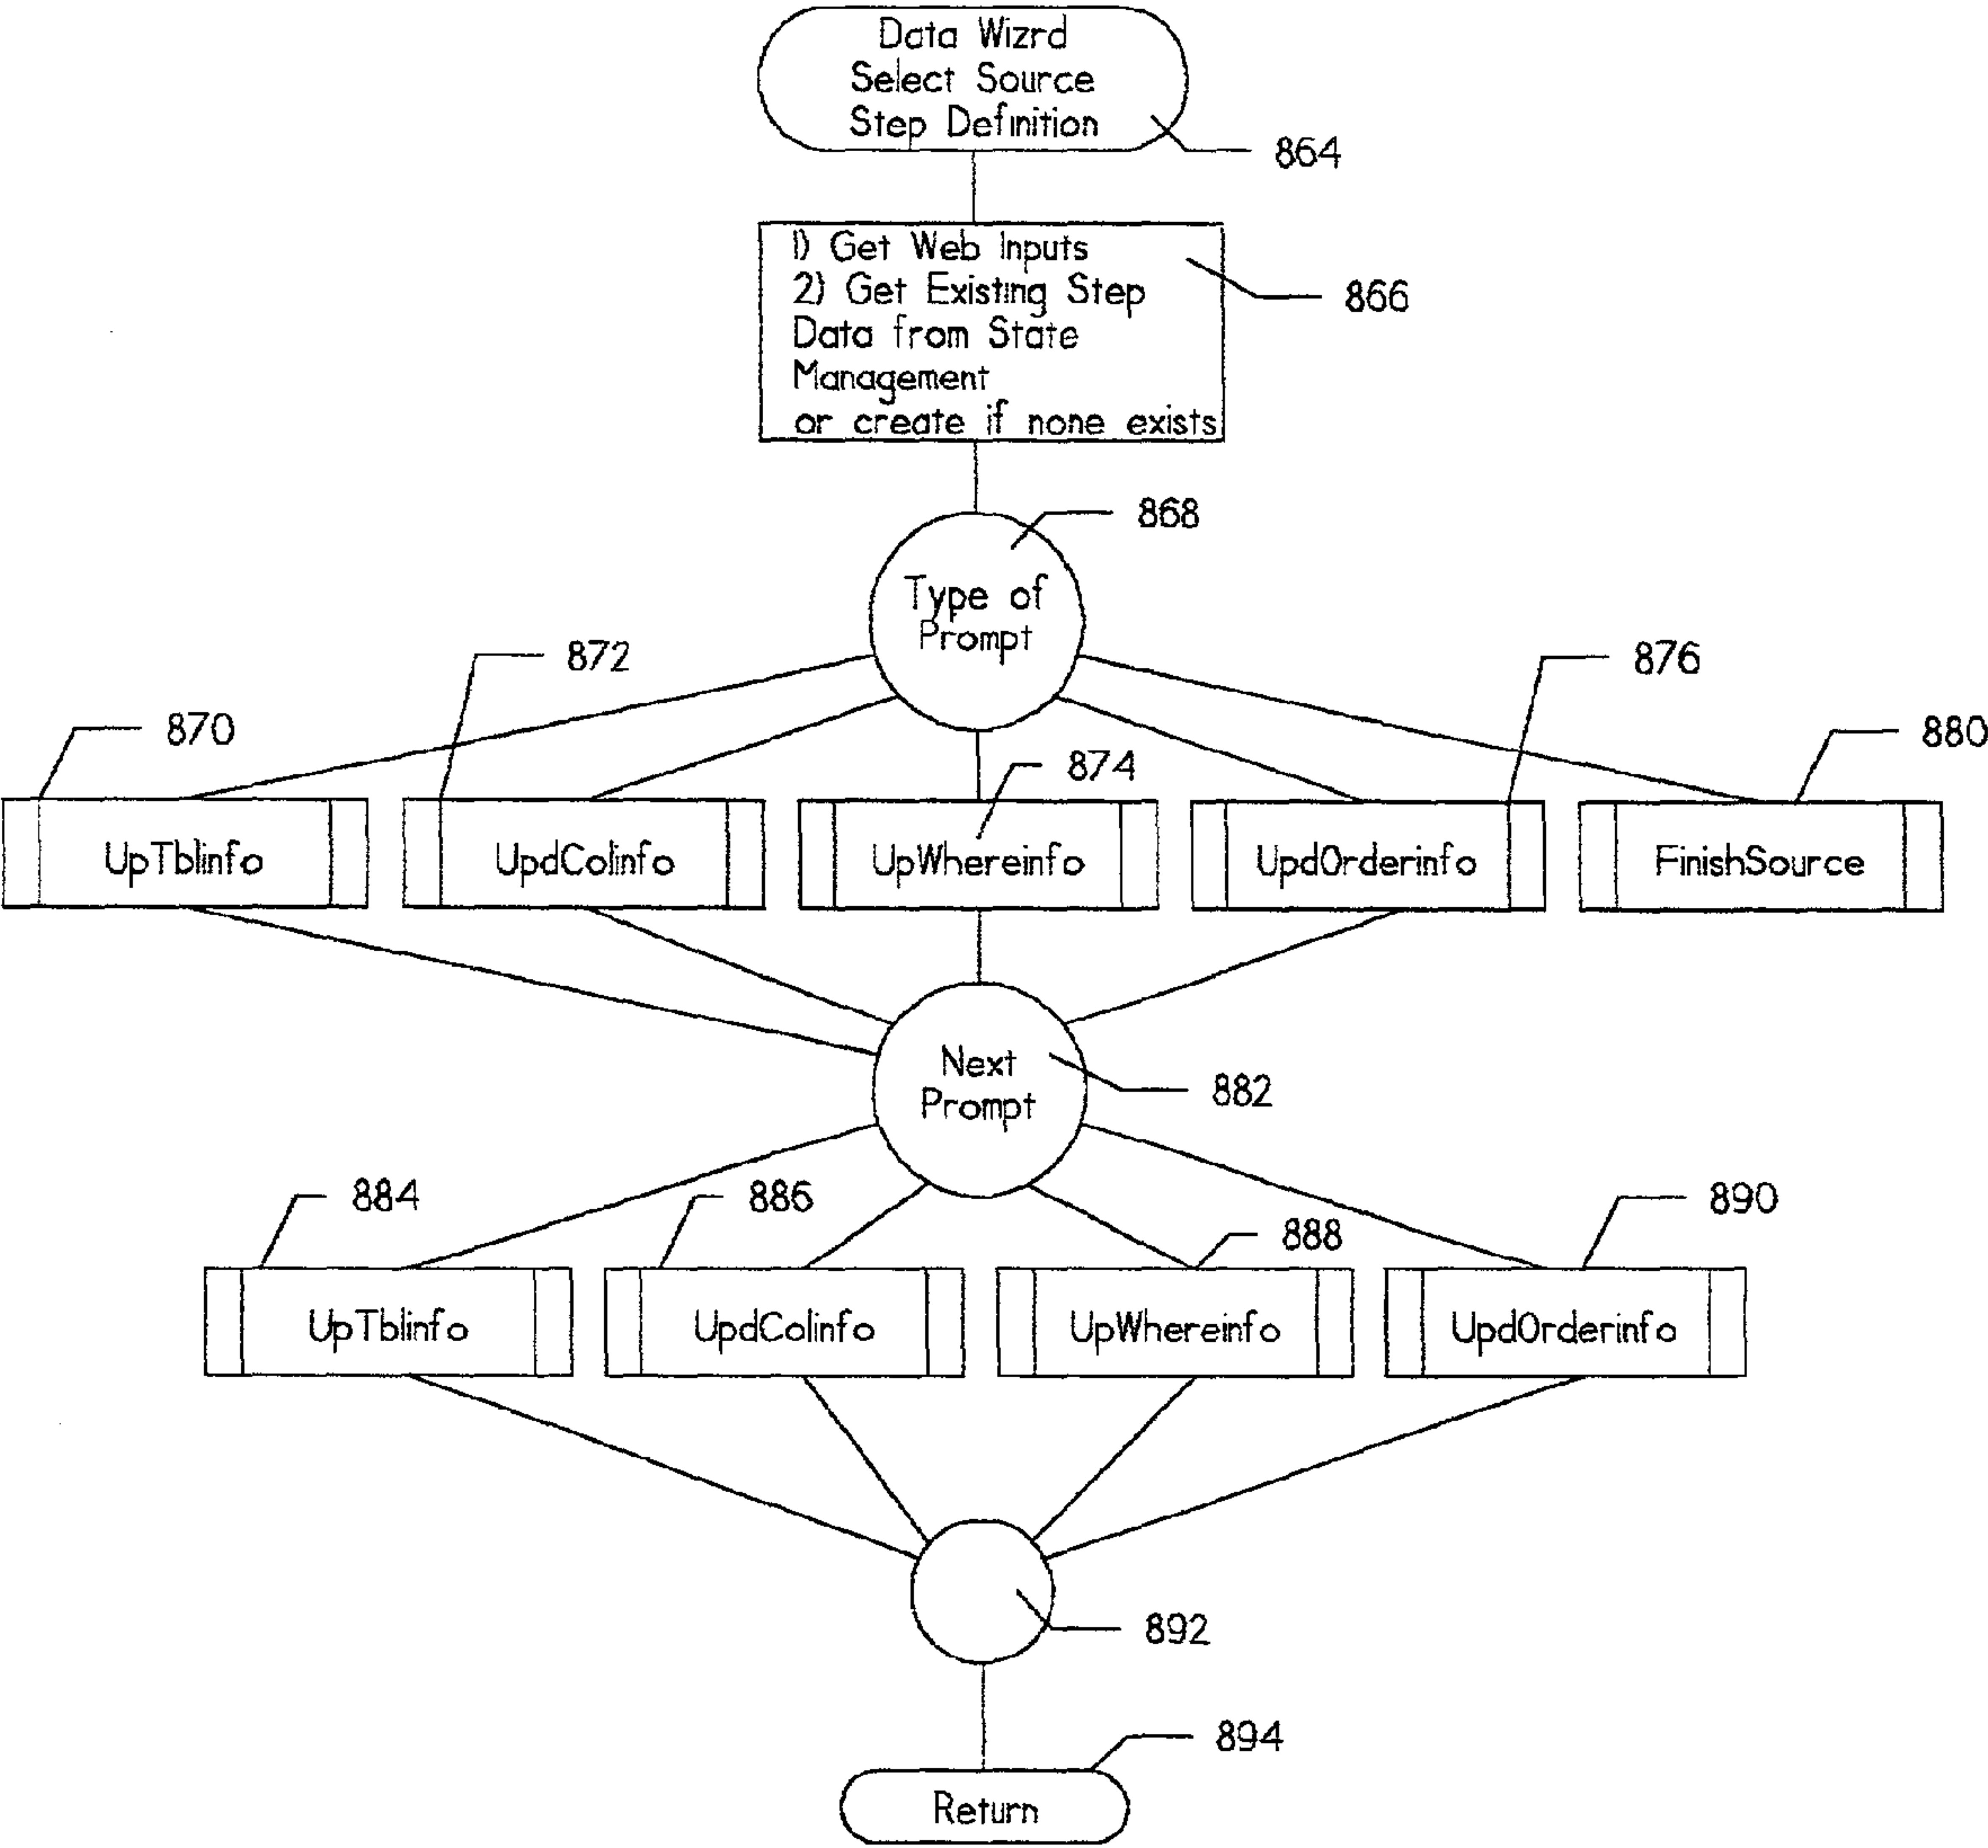 Data Wizrd
Select Source
Step Definition
864
1) Get Web Inputs
2) Get Existing Step
Data from State
Management
or create if none exists
866
868
Type of
Prompt
872
876
870
880
874
UpTblinfo
UpdColinfo
UpWhereinfo
UpdOrderinfo
FinishSource
Next
Prompt
882
884
886
888
890
UpTblinfo
UpdColinfo
UpWhereinfo
UpdOrderinfo
892
894
Return